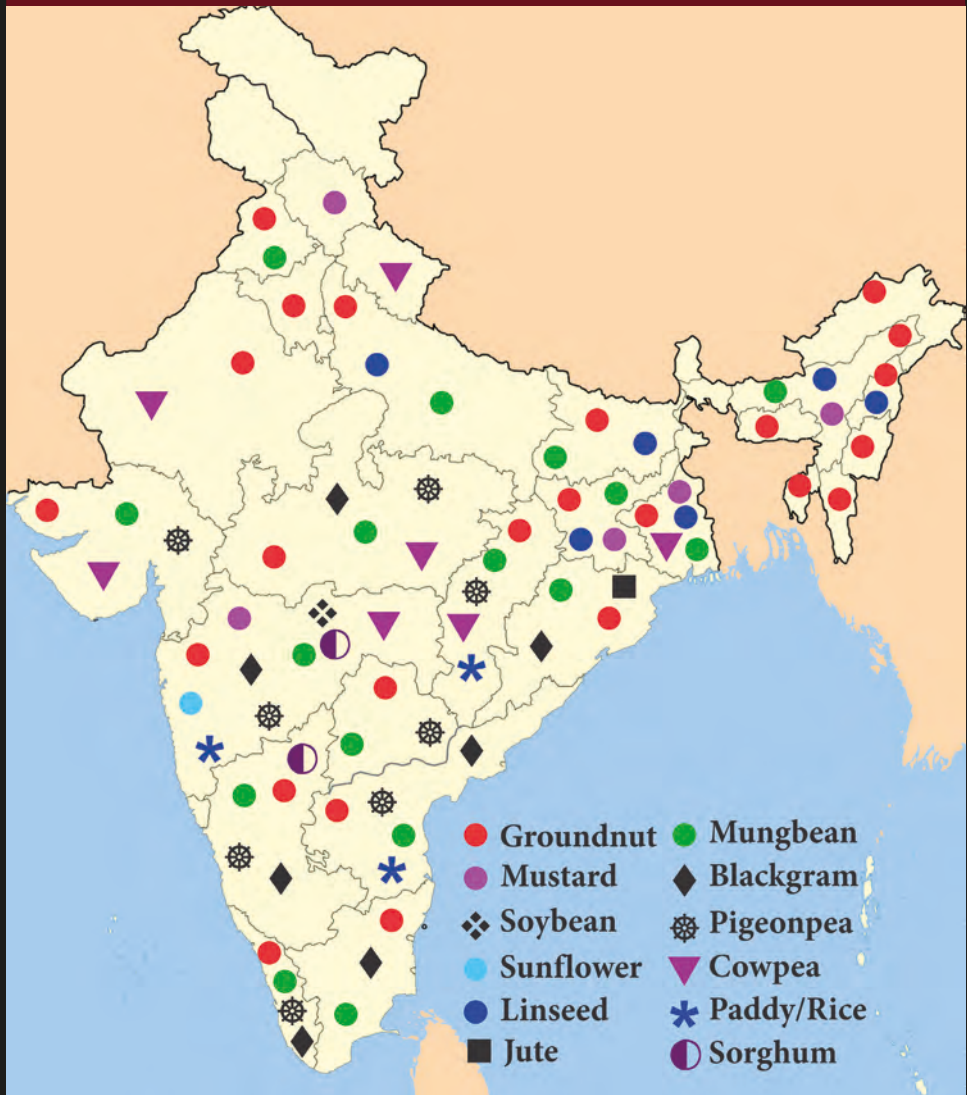 Groundnut
Mungbean
Mustard
Blackgram
Soybean
Pigeonpea
Sunflower
Cowpea
Linseed
Paddy/Rice
Jute
Sorghum